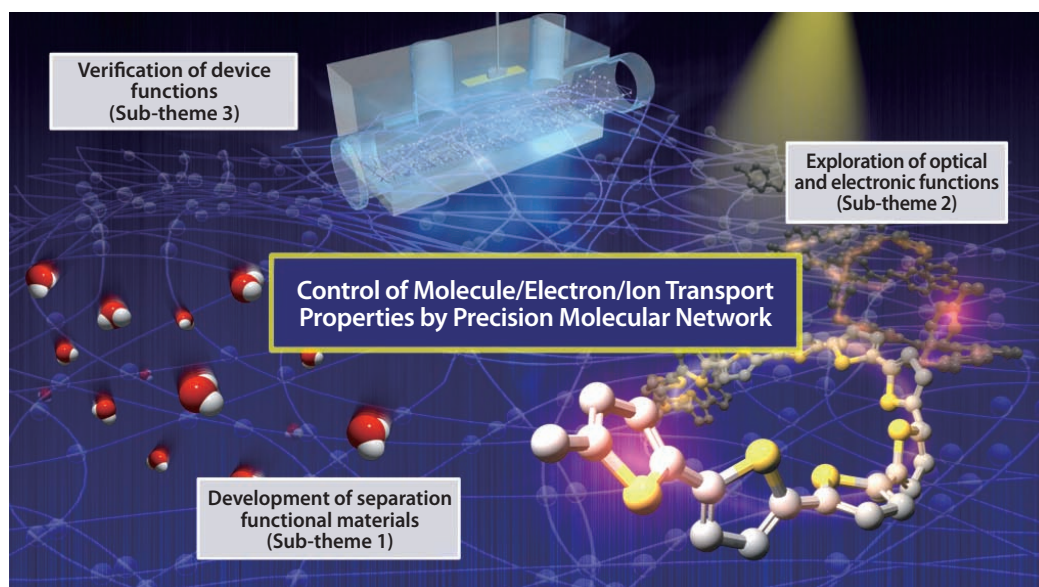 Verification of device
functions
(Sub-theme 3)
Exploration of optical
and electronic functions
(Sub-theme 2)
Control of Molecule/Electron/Ion Transport
Properties by Precision Molecular Network
Development of separation
functional materials
(Sub-theme 1)